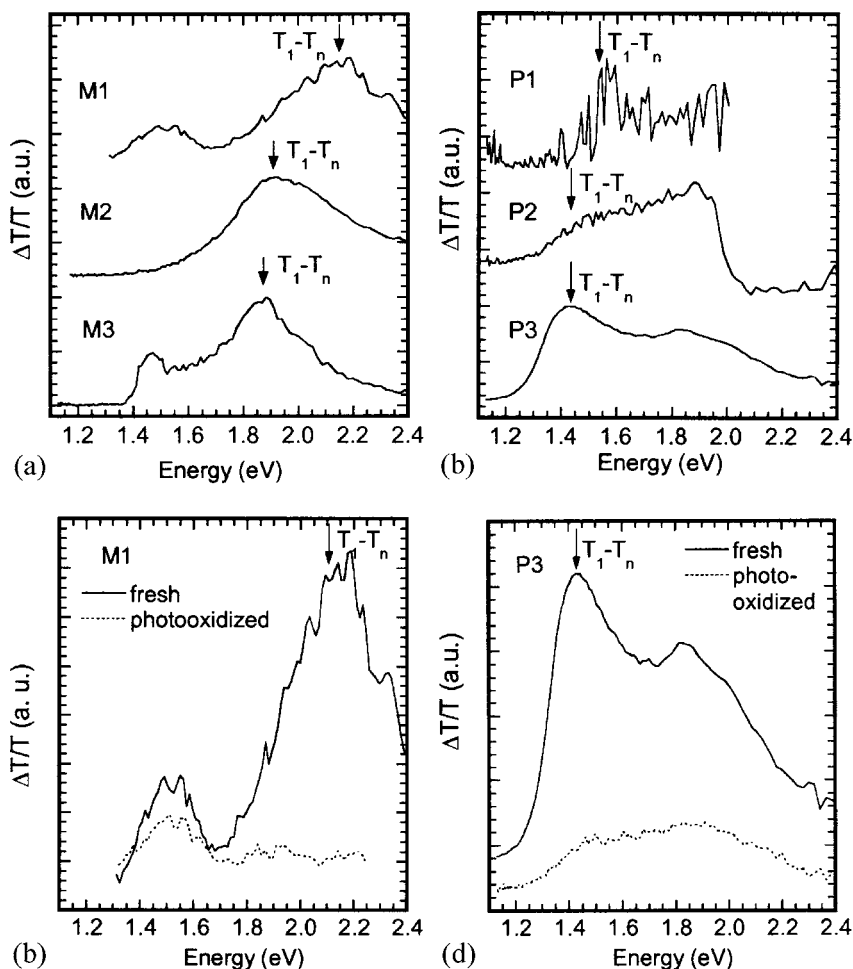 T1-Tn
M1
T1-Tn
M2
T1-Tn
M3
ΔT/T (a.u.)
1.2 1.4 1.6 1.8 2.0 2.2 2.4
(a) Energy (eV)
T1-Tn
P1
T1-Tn
P2
T1-Tn
P3
ΔT/T (a.u.)
1.2 1.4 1.6 1.8 2.0 2.2 2.4
(b) Energy (eV)
M1 T1-Tn
fresh
photooxidized
ΔT/T (a. u.)
1.2 1.4 1.6 1.8 2.0 2.2 2.4
(b) Energy (eV)
P3 T1-Tn fresh
photo-
oxidized
ΔT/T (a.u.)
1.2 1.4 1.6 1.8 2.0 2.2 2.4
(d) Energy (eV)